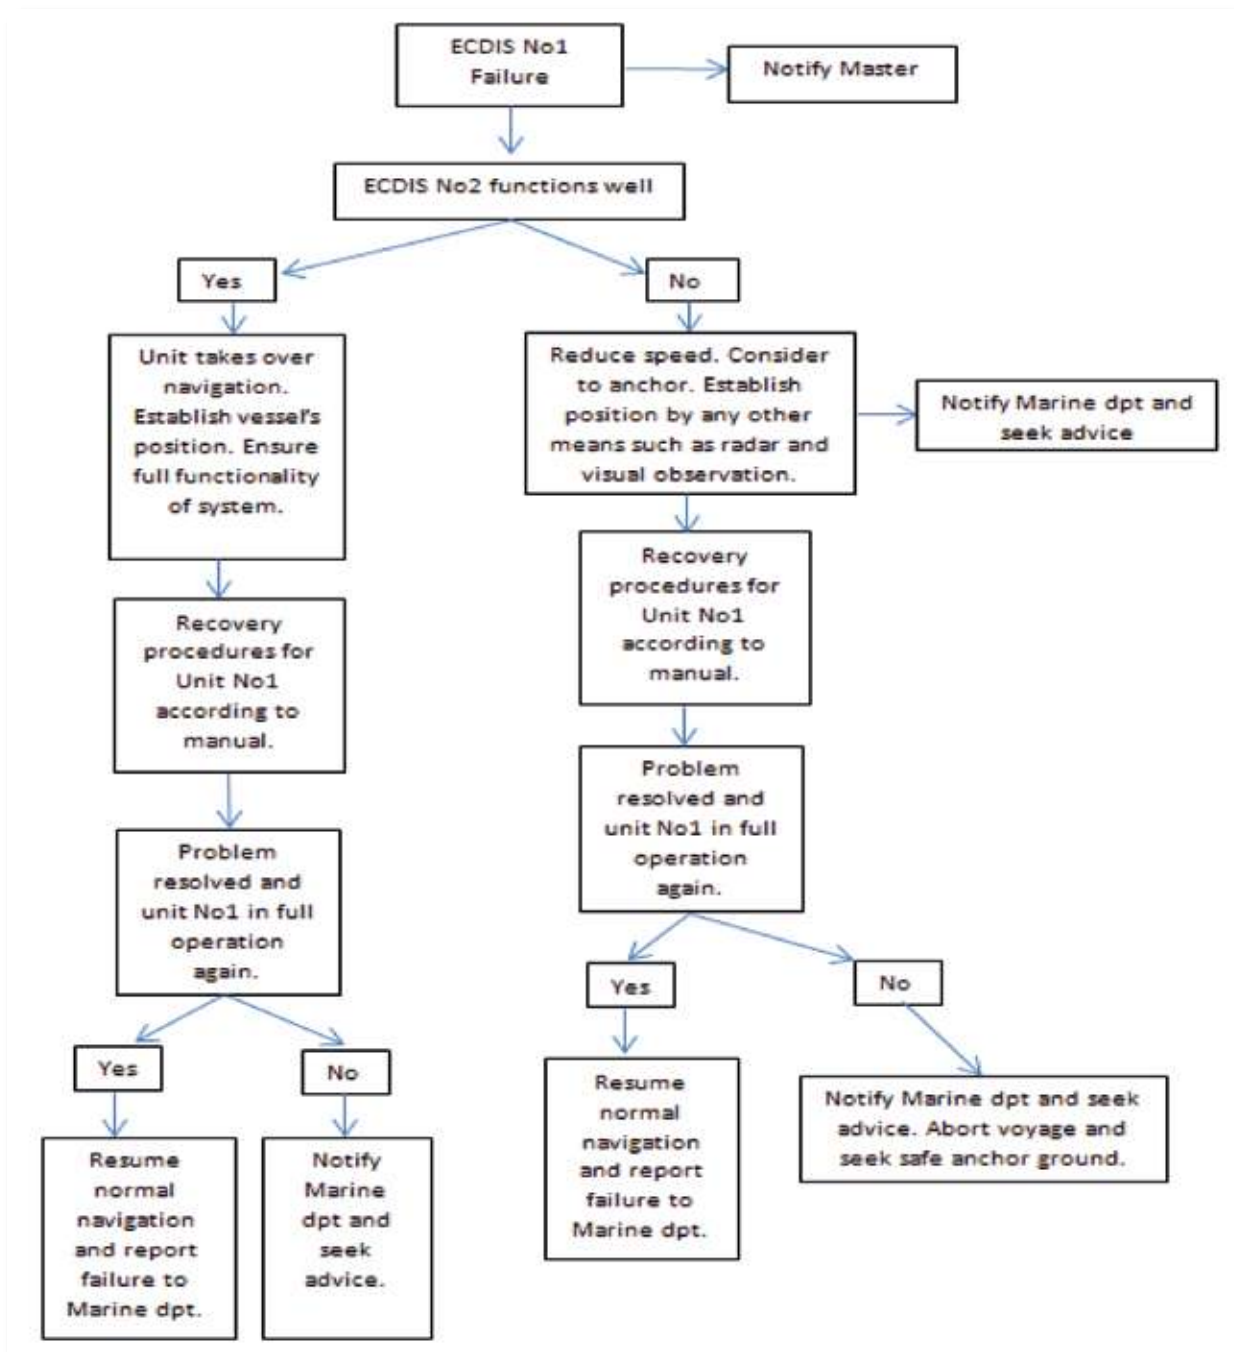 ECDIS No1
Failure
Notify Master
ECDIS No2 functions well
Yes
No
Unit takes over
navigation.
Establish vessel's
position. Ensure
full functionality
of system.
Reduce speed. Consider
to anchor. Establish
position by any other
means such as radar and
visual observation.
Notify Marine dpt and
seek advice
Recovery
procedures for
Unit No1
according to
manual.
Recovery
procedures for
Unit No1
according to
manual.
Problem
resolved and
unit No1 in full
operation
again.
Problem
resolved and
unit No1 in full
operation
again.
Yes
No
Yes
No
Resume
normal
navigation
and report
failure to
Marine dpt.
Notify
Marine
dpt and
seek
advice.
Resume
normal
navigation
and report
failure to
Marine dpt.
Notify Marine dpt and seek
advice. Abort voyage and
seek safe anchor ground.